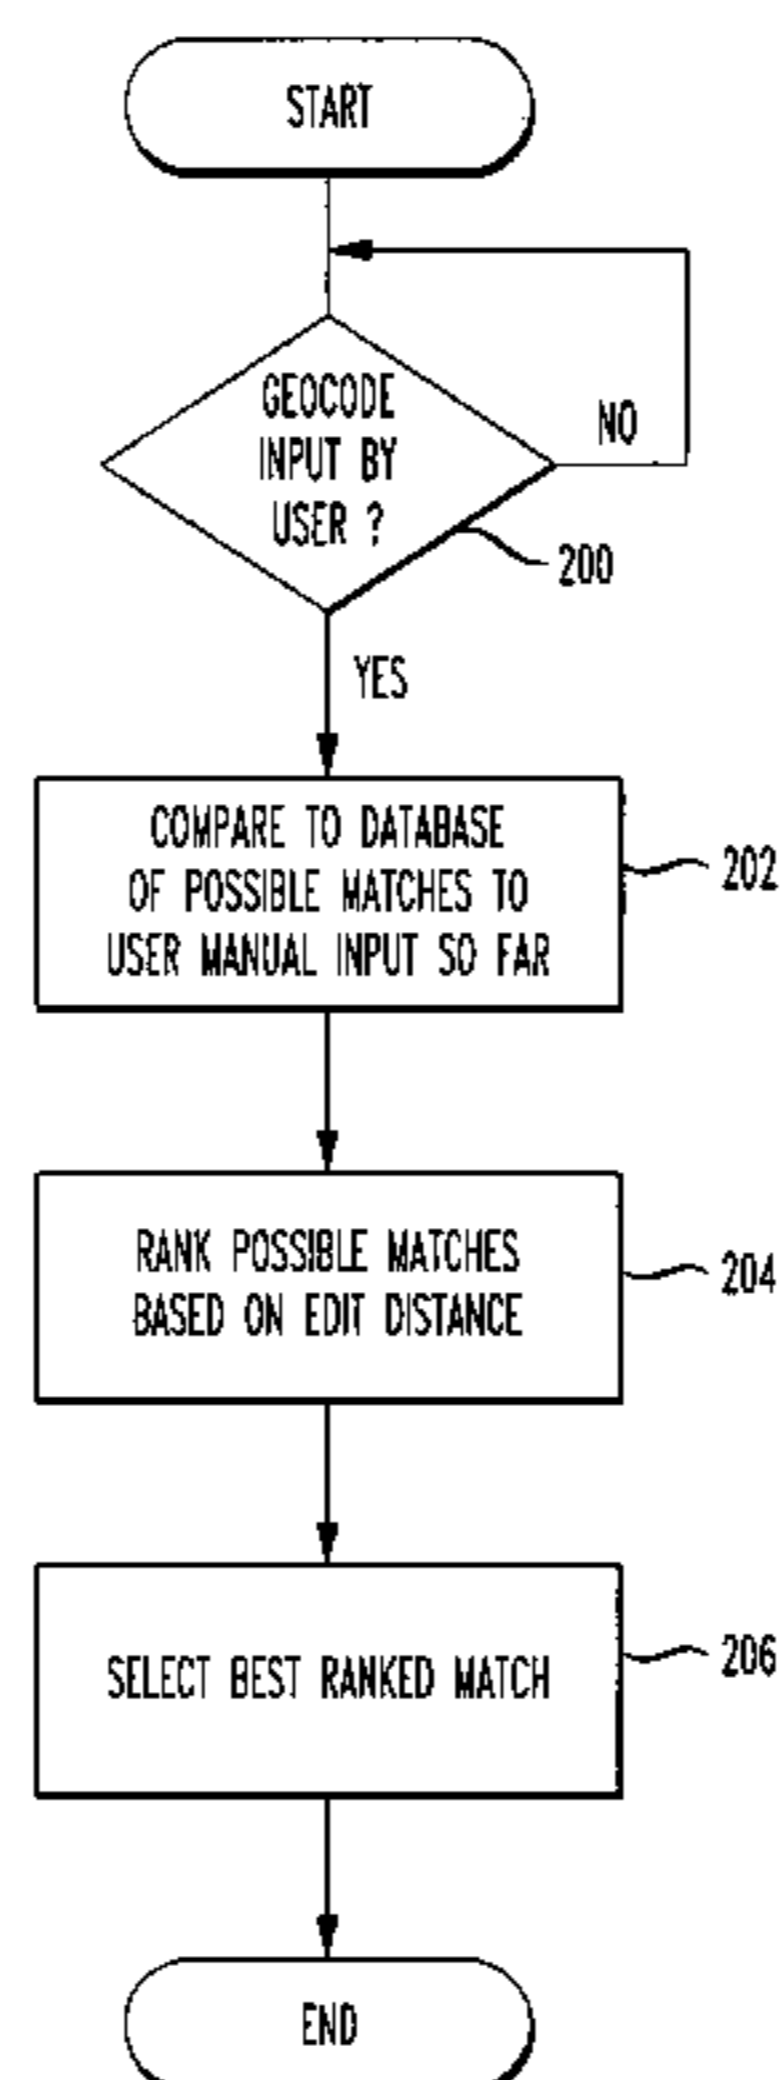 START
GEOCODE
INPUT BY
USER ?
NO
200
YES
COMPARE TO DATABASE
OF POSSIBLE MATCHES TO
USER MANUAL INPUT SO FAR
202
RANK POSSIBLE MATCHES
BASED ON EDIT DISTANCE
204
SELECT BEST RANKED MATCH
206
END